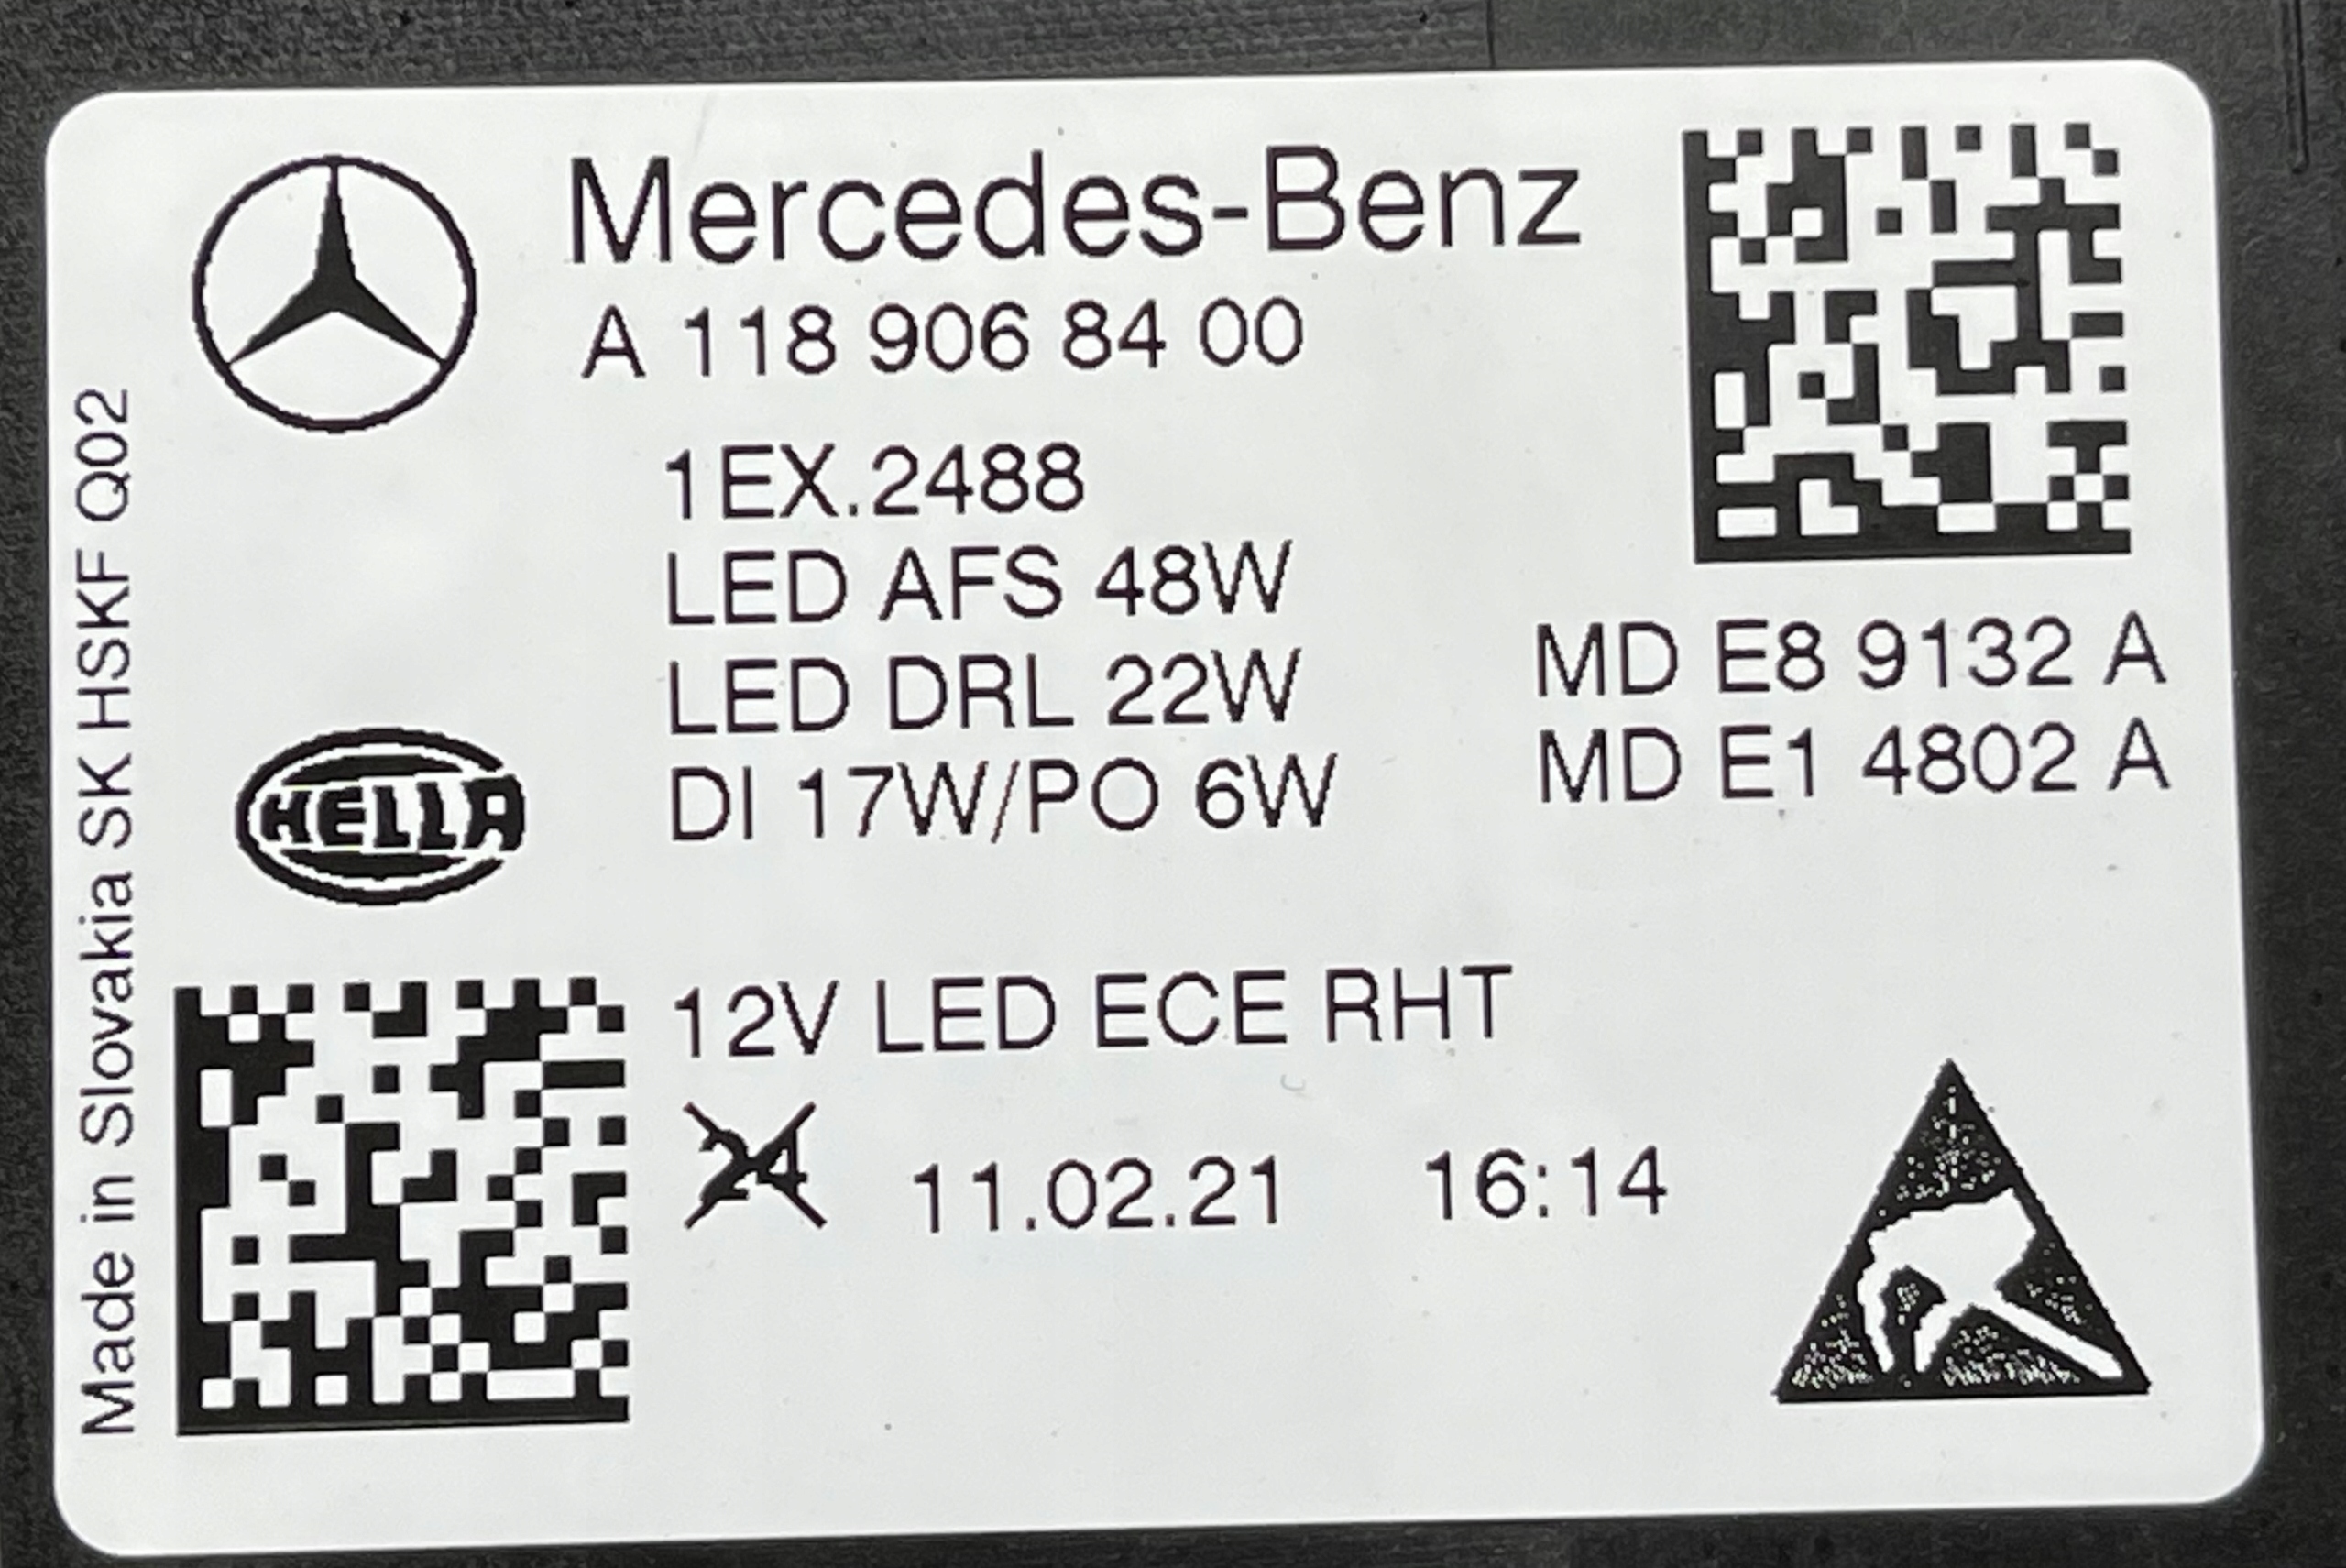 Mercedes-Benz
A 118 906 84 00
1EX.2488
LED AFS 48W
LED DRL 22W
DI 17W/PO 6W
MD E8 9132 A
MD E1 4802 A
HELLA
12V LED ECE RHT
24 11.02.21 16:14
Made in Slovakia SK HSKF Q02